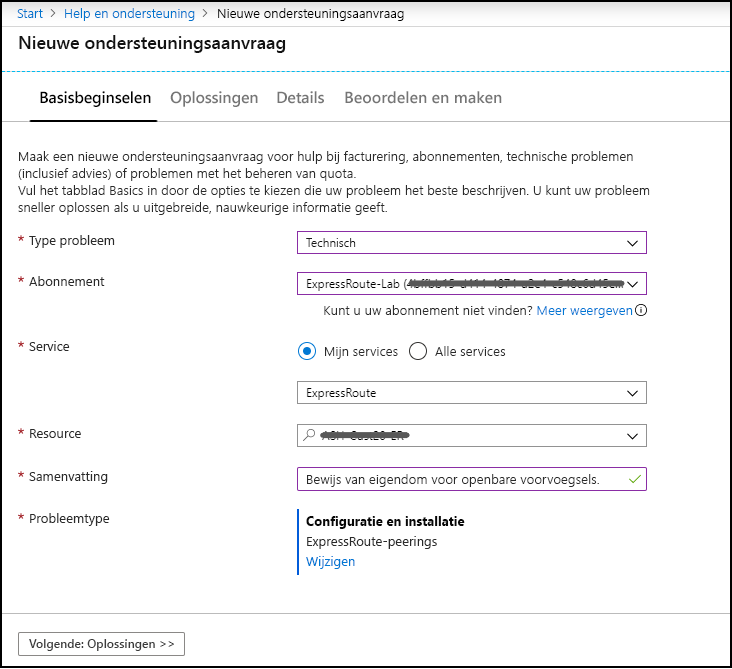 Start > Help en ondersteuning > Nieuwe ondersteuningsaanvraag
Nieuwe ondersteuningsaanvraag
Basisbeginselen Oplossingen Details Beoordelen en maken
Maak een nieuwe ondersteuningsaanvraag voor hulp bij facturering, abonnementen, technische problemen
(inclusief advies) of problemen met het beheren van quota.
Vul het tabblad Basics in door de opties te kiezen die uw probleem het beste beschrijven. U kunt uw probleem
sneller oplossen als u uitgebreide, nauwkeurige informatie geeft.
* Type probleem Technisch
* Abonnement ExpressRoute-Lab (
Kunt u uw abonnement niet vinden? Meer weergeven
* Service Mijn services Alle services
ExpressRoute
* Resource
* Samenvatting Bewijs van eigendom voor openbare voorvoegsels.
* Probleemtype Configuratie en installatie
ExpressRoute-peerings
Wijzigen
Volgende: Oplossingen >>